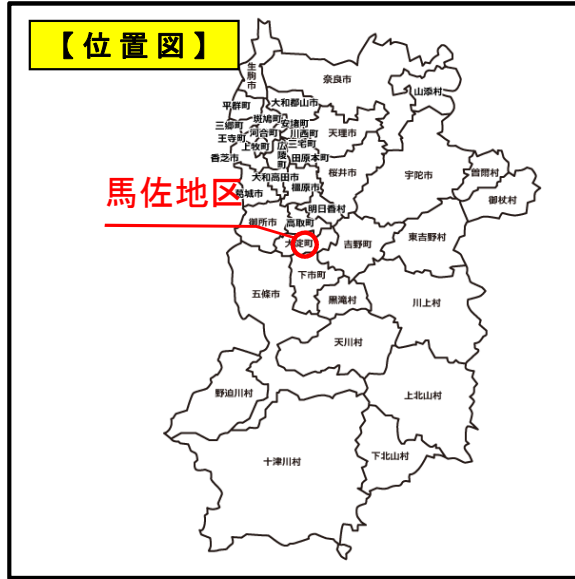 【位置図】
生駒市
奈良市
山添村
平群町
大和郡山市
斑鳩町
安堵町
三郷町
河合町
川西町
天理市
王寺町
三宅町
上牧町
広陵町
田原本町
香芝市
桜井市
宇陀市
曽爾村
大和高田市
橿原市
御杖村
葛城市
馬佐地区
明日香村
御所市
高取町
東吉野村
大淀町
吉野町
下市町
五條市
黒滝村
川上村
天川村
野迫川村
上北山村
十津川村
下北山村